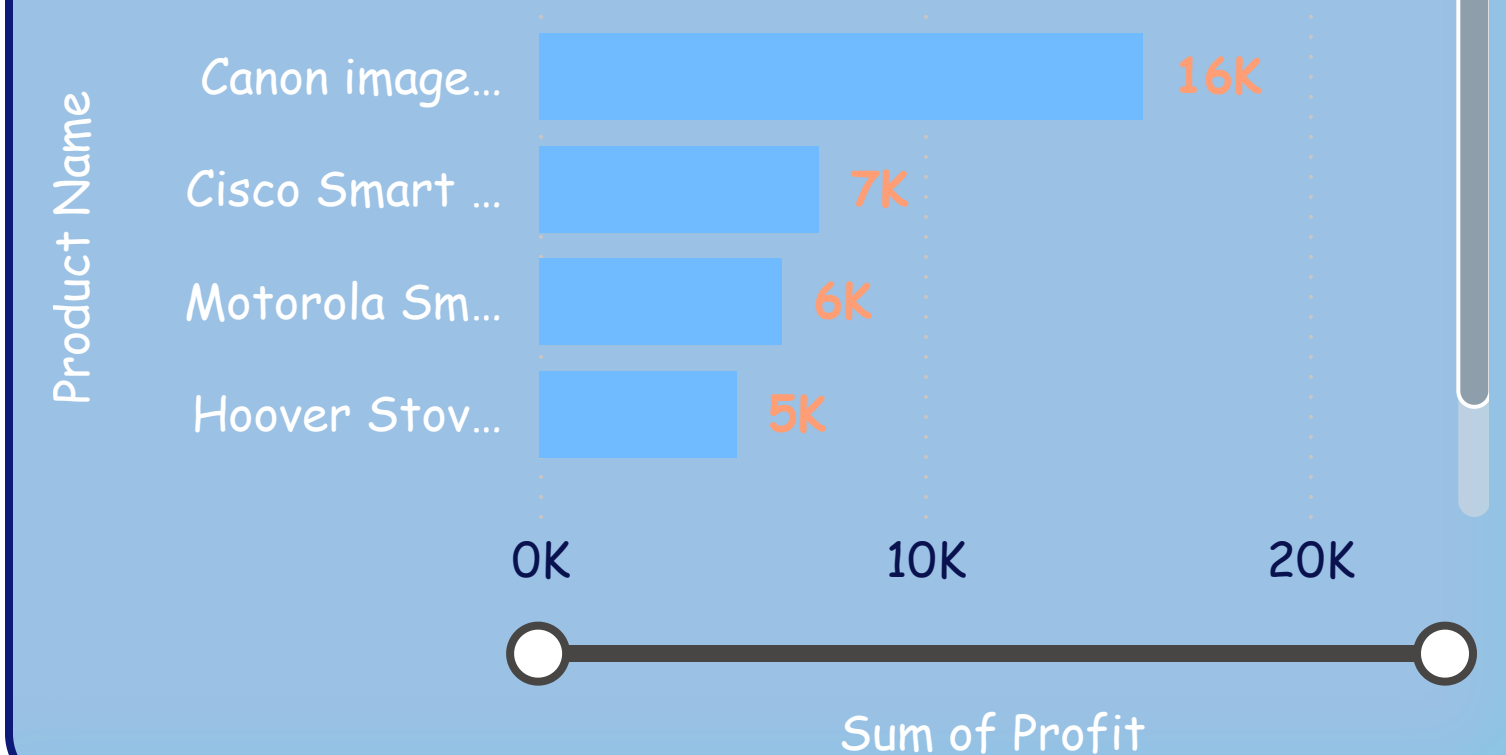 Product Name
Canon image... 16K
Cisco Smart ... 7K
Motorola Sm... 6K
Hoover Stov... 5K
0K 10K 20K
Sum of Profit